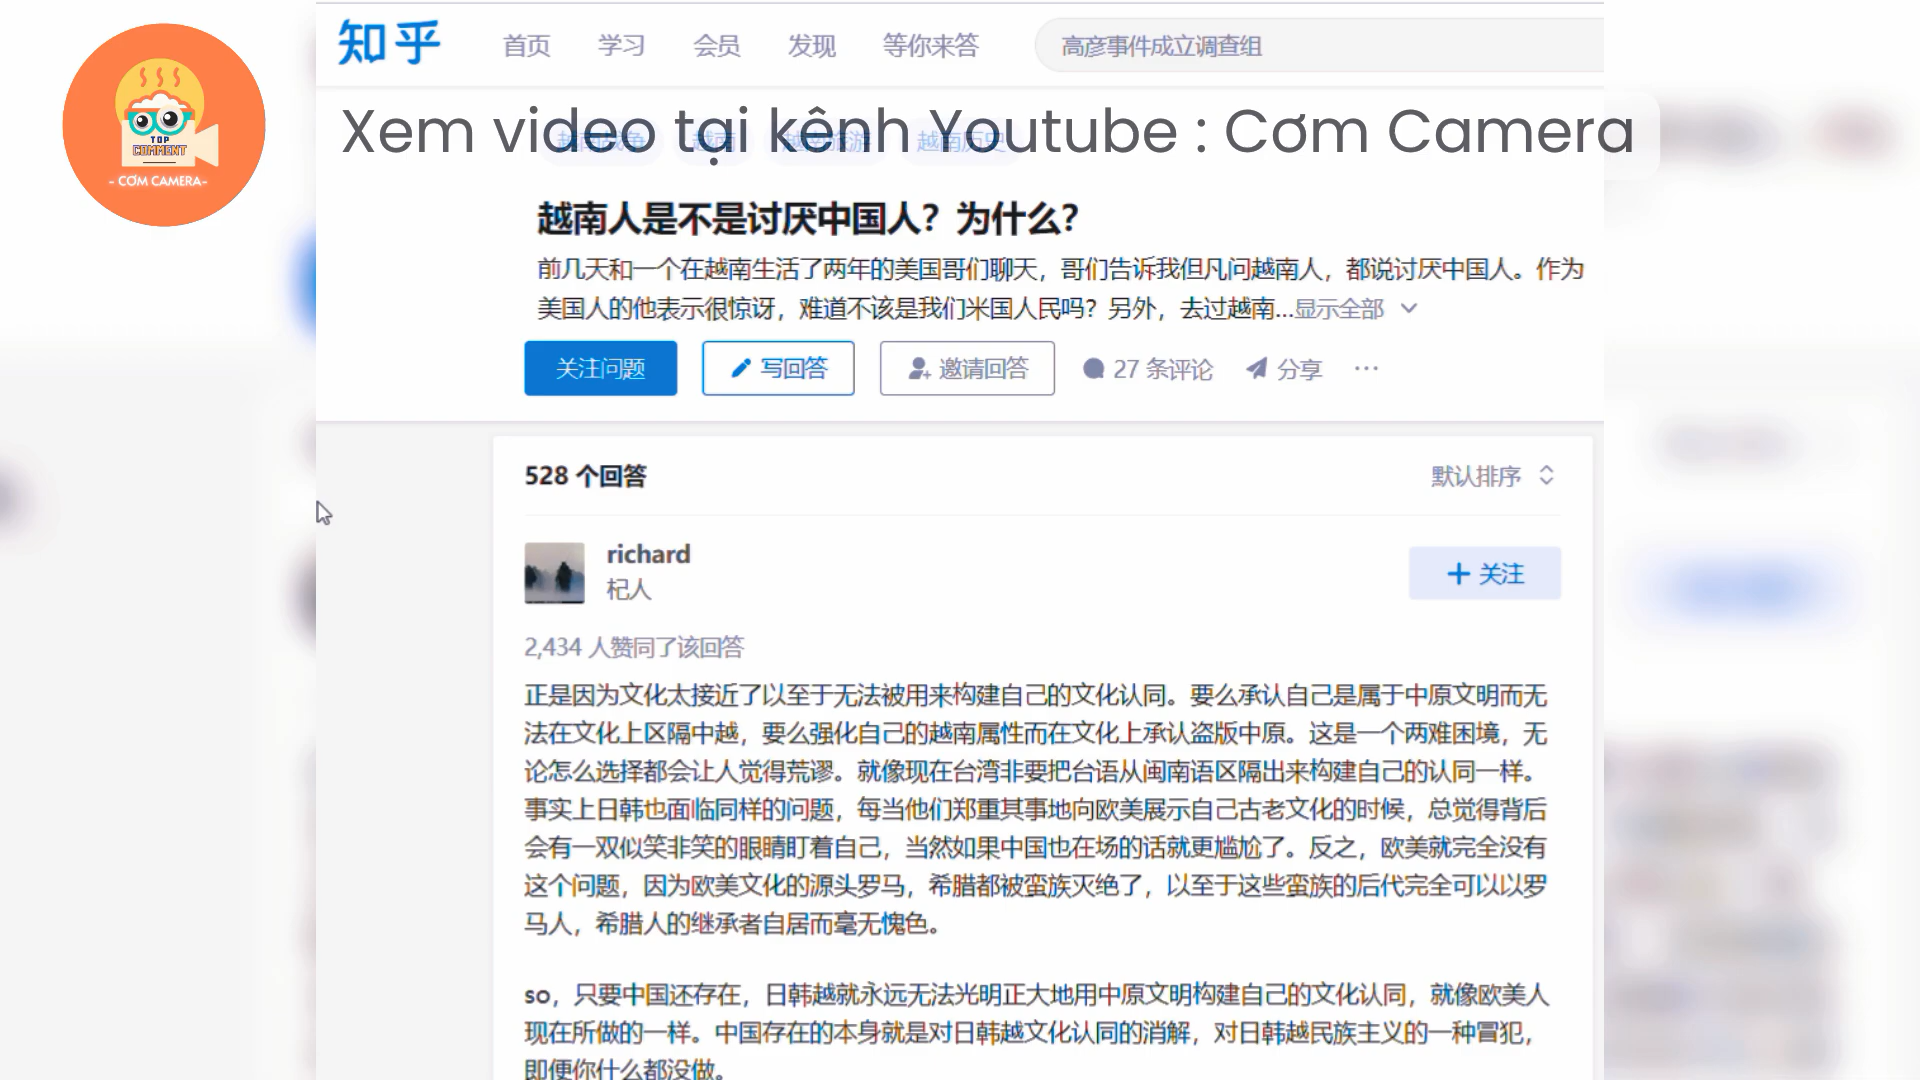 知乎 首页 学习 会员 发现 等你来答 高彦事件成立调查组
TOP
COMMENT
- CƠM CAMERA-
Xem video tại kênh Youtube : Cơm Camera
越南战争 越南 越南旅游 越南历史
越南人是不是讨厌中国人？为什么？
前几天和一个在越南生活了两年的美国哥们聊天，哥们告诉我但凡问越南人，都说讨厌中国人。作为
美国人的他表示很惊讶，难道不该是我们米国人民吗？另外，去过越南...显示全部
关注问题 写回答 邀请回答 27 条评论 分享 ···
528 个回答 默认排序
richard
杞人
+ 关注
2,434 人赞同了该回答
正是因为文化太接近了以至于无法被用来构建自己的文化认同。要么承认自己是属于中原文明而无
法在文化上区隔中越，要么强化自己的越南属性而在文化上承认盗版中原。这是一个两难困境，无
论怎么选择都会让人觉得荒谬。就像现在台湾非要把台语从闽南语区隔出来构建自己的认同一样。
事实上日韩也面临同样的问题，每当他们郑重其事地向欧美展示自己古老文化的时候，总觉得背后
会有一双似笑非笑的眼睛盯着自己，当然如果中国也在场的话就更尴尬了。反之，欧美就完全没有
这个问题，因为欧美文化的源头罗马，希腊都被蛮族灭绝了，以至于这些蛮族的后代完全可以以罗
马人，希腊人的继承者自居而毫无愧色。
so，只要中国还存在，日韩越就永远无法光明正大地用中原文明构建自己的文化认同，就像欧美人
现在所做的一样。中国存在的本身就是对日韩越文化认同的消解，对日韩越民族主义的一种冒犯，
即便你什么都没做。